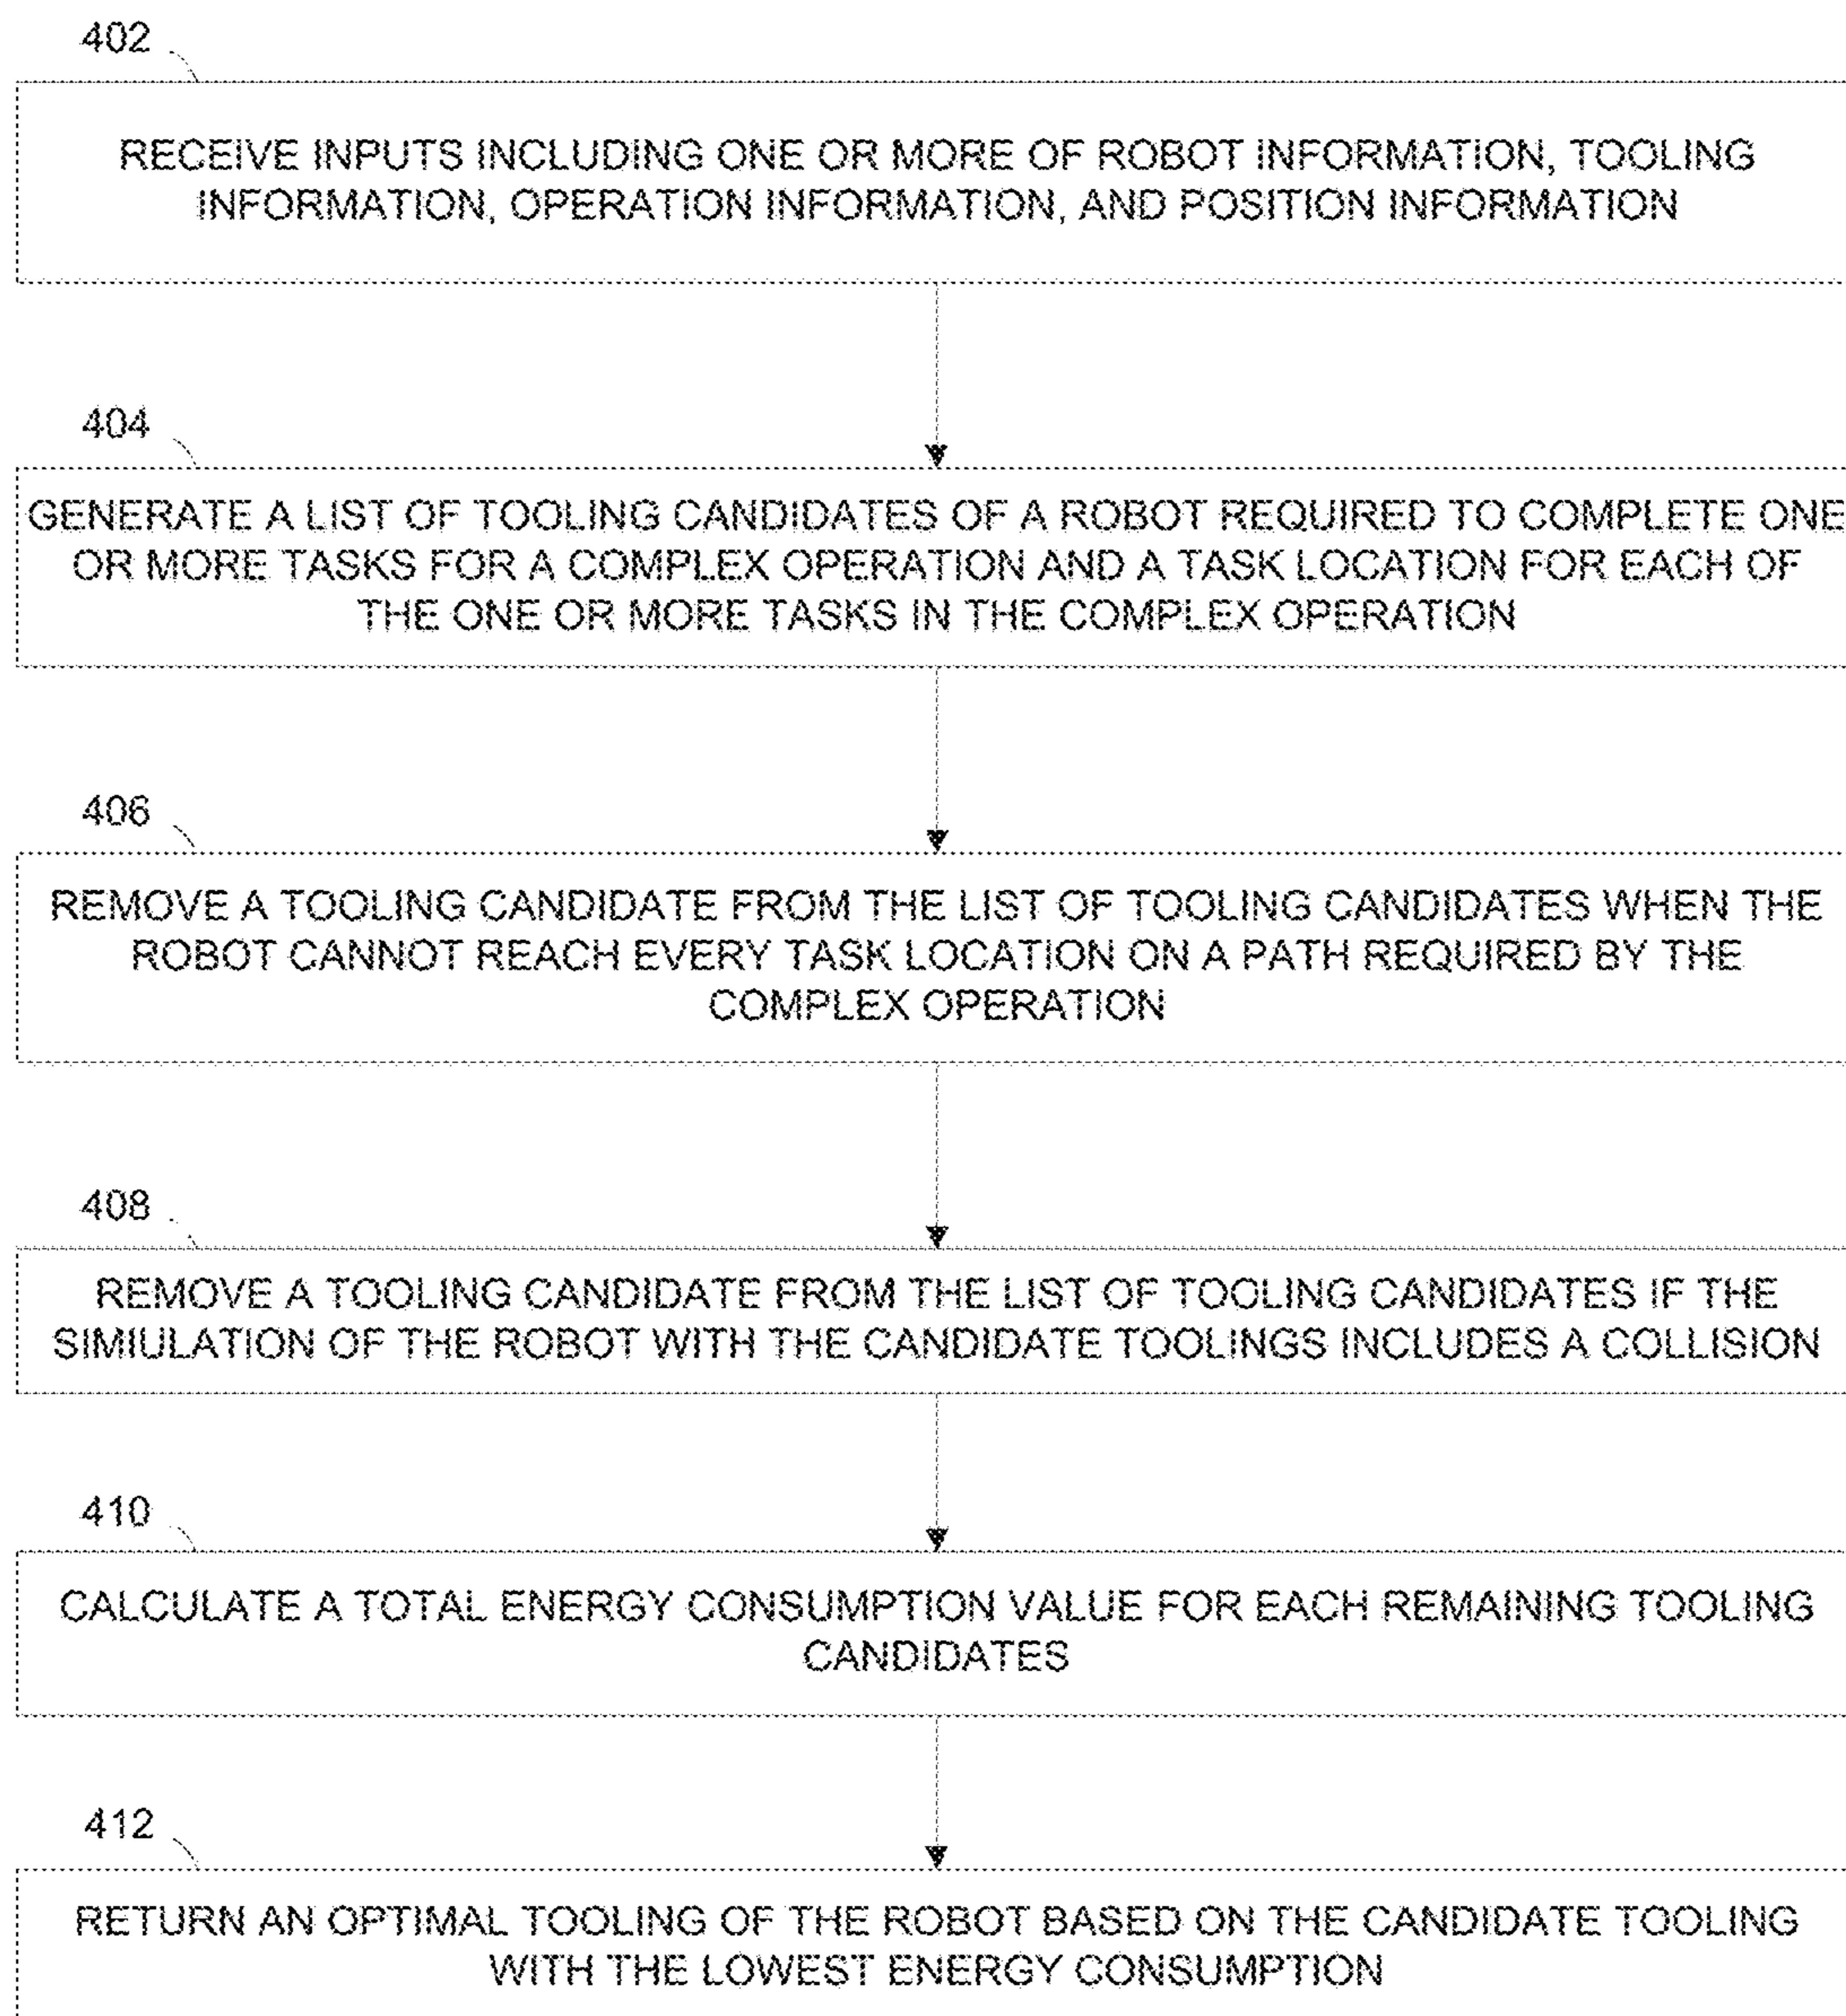 402
RECEIVE INPUTS INCLUDING ONE OR MORE OF ROBOT INFORMATION, TOOLING
INFORMATION, OPERATION INFORMATION, AND POSITION INFORMATION
404
GENERATE A LIST OF TOOLING CANDIDATES OF A ROBOT REQUIRED TO COMPLETE ONE
OR MORE TASKS FOR A COMPLEX OPERATION AND A TASK LOCATION FOR EACH OF
THE ONE OR MORE TASKS IN THE COMPLEX OPERATION
406
REMOVE A TOOLING CANDIDATE FROM THE LIST OF TOOLING CANDIDATES WHEN THE
ROBOT CANNOT REACH EVERY TASK LOCATION ON A PATH REQUIRED BY THE
COMPLEX OPERATION
408
REMOVE A TOOLING CANDIDATE FROM THE LIST OF TOOLING CANDIDATES IF THE
SIMIULATION OF THE ROBOT WITH THE CANDIDATE TOOLINGS INCLUDES A COLLISION
410
CALCULATE A TOTAL ENERGY CONSUMPTION VALUE FOR EACH REMAINING TOOLING
CANDIDATES
412
RETURN AN OPTIMAL TOOLING OF THE ROBOT BASED ON THE CANDIDATE TOOLING
WITH THE LOWEST ENERGY CONSUMPTION